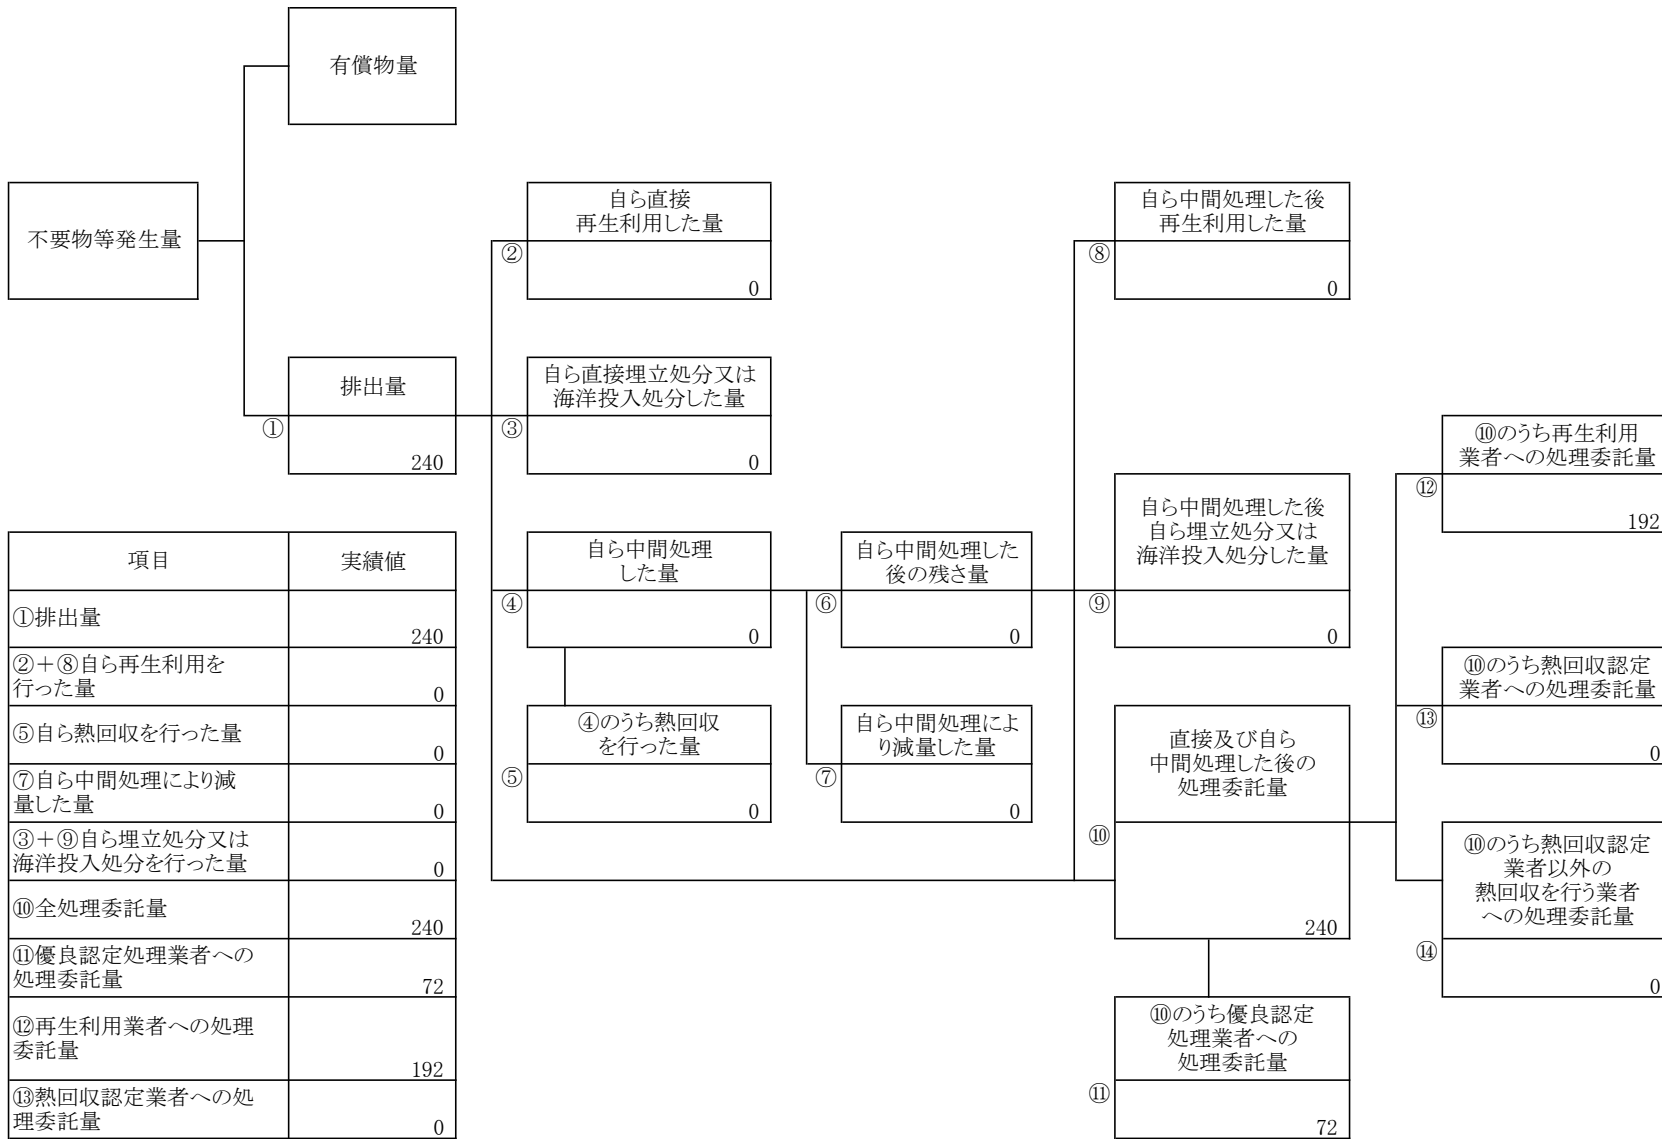 有償物量
不要物等発生量
自ら直接
再生利用した量
②
0
自ら中間処理した後
再生利用した量
⑧
0
排出量
①
240
自ら直接埋立処分又は
海洋投入処分した量
③
0
⑩のうち再生利用
業者への処理委託量
⑫
192
自ら中間処理
した量
④
0
自ら中間処理した
後の残さ量
⑥
0
自ら中間処理した後
自ら埋立処分又は
海洋投入処分した量
⑨
0
⑩のうち熱回収認定
業者への処理委託量
⑬
0
④のうち熱回収
を行った量
⑤
0
自ら中間処理によ
り減量した量
⑦
0
直接及び自ら
中間処理した後の
処理委託量
⑩
240
⑩のうち熱回収認定
業者以外の
熱回収を行う業者
への処理委託量
⑭
0
⑩のうち優良認定
処理業者への
処理委託量
⑪
72
項目 実績値
①排出量
240
②+⑧自ら再生利用を
行った量
0
⑤自ら熱回収を行った量
0
⑦自ら中間処理により減
量した量
0
③+⑨自ら埋立処分又は
海洋投入処分を行った量
0
⑩全処理委託量
240
⑪優良認定処理業者への
処理委託量
72
⑫再生利用業者への処理
委託量
192
⑬熱回収認定業者への処
理委託量
0